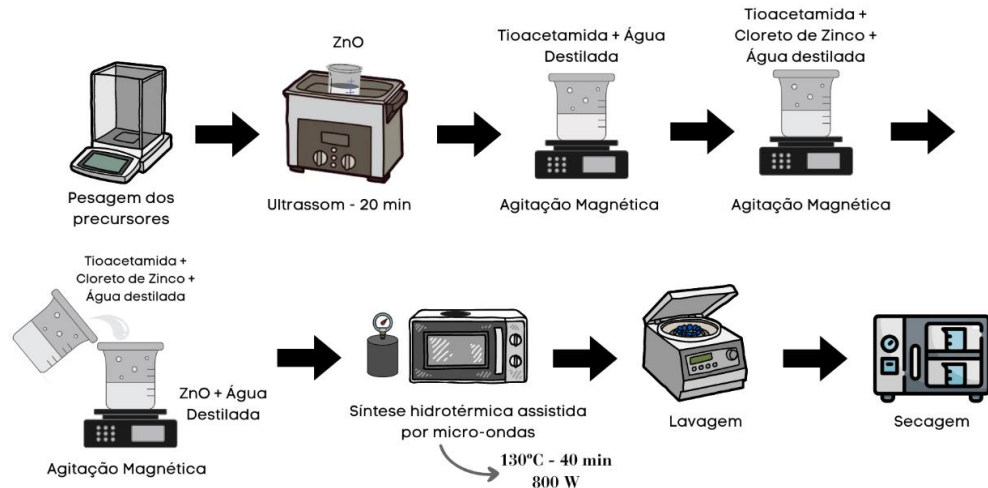 ZnO
Tioacetamida + Água
Destilada
Tioacetamida +
Cloreto de Zinco +
Água destilada
Pesagem dos
precursores
Ultrassom - 20 min
Agitação Magnética
Agitação Magnética
Tioacetamida +
Cloreto de Zinco +
Água destilada
ZnO + Água
Destilada
Agitação Magnética
Síntese hidrotérmica assistida
por micro-ondas
130ºC - 40 min
800 W
Lavagem
Secagem